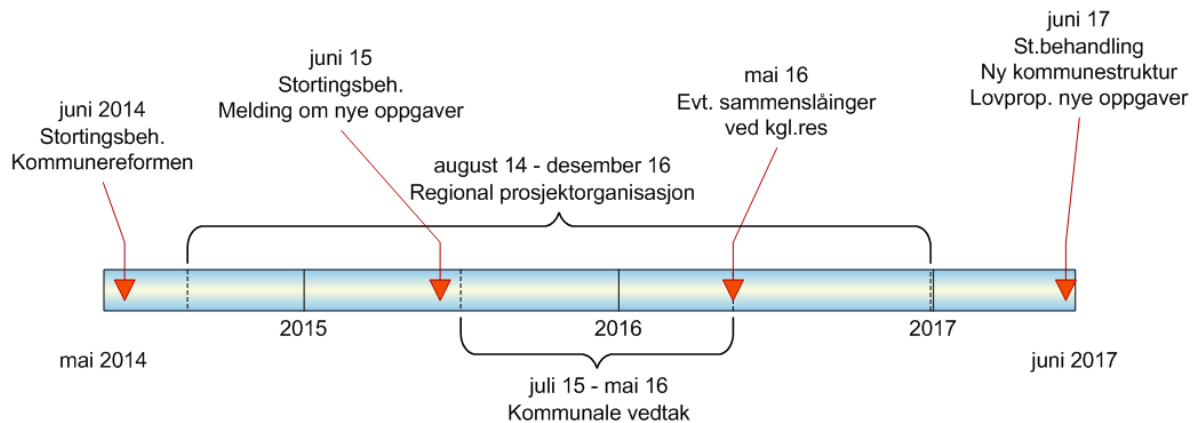 juni 2014
Stortingsbeh.
Kommunereformen
juni 15
Stortingsbeh.
Melding om nye oppgaver
august 14 - desember 16
Regional prosjektorganisasjon
mai 16
Evt. sammenslåinger
ved kgl.res
juni 17
St.behandling
Ny kommunestruktur
Lovprop. nye oppgaver
2015
2016
2017
mai 2014
juni 2017
juli 15 - mai 16
Kommunale vedtak